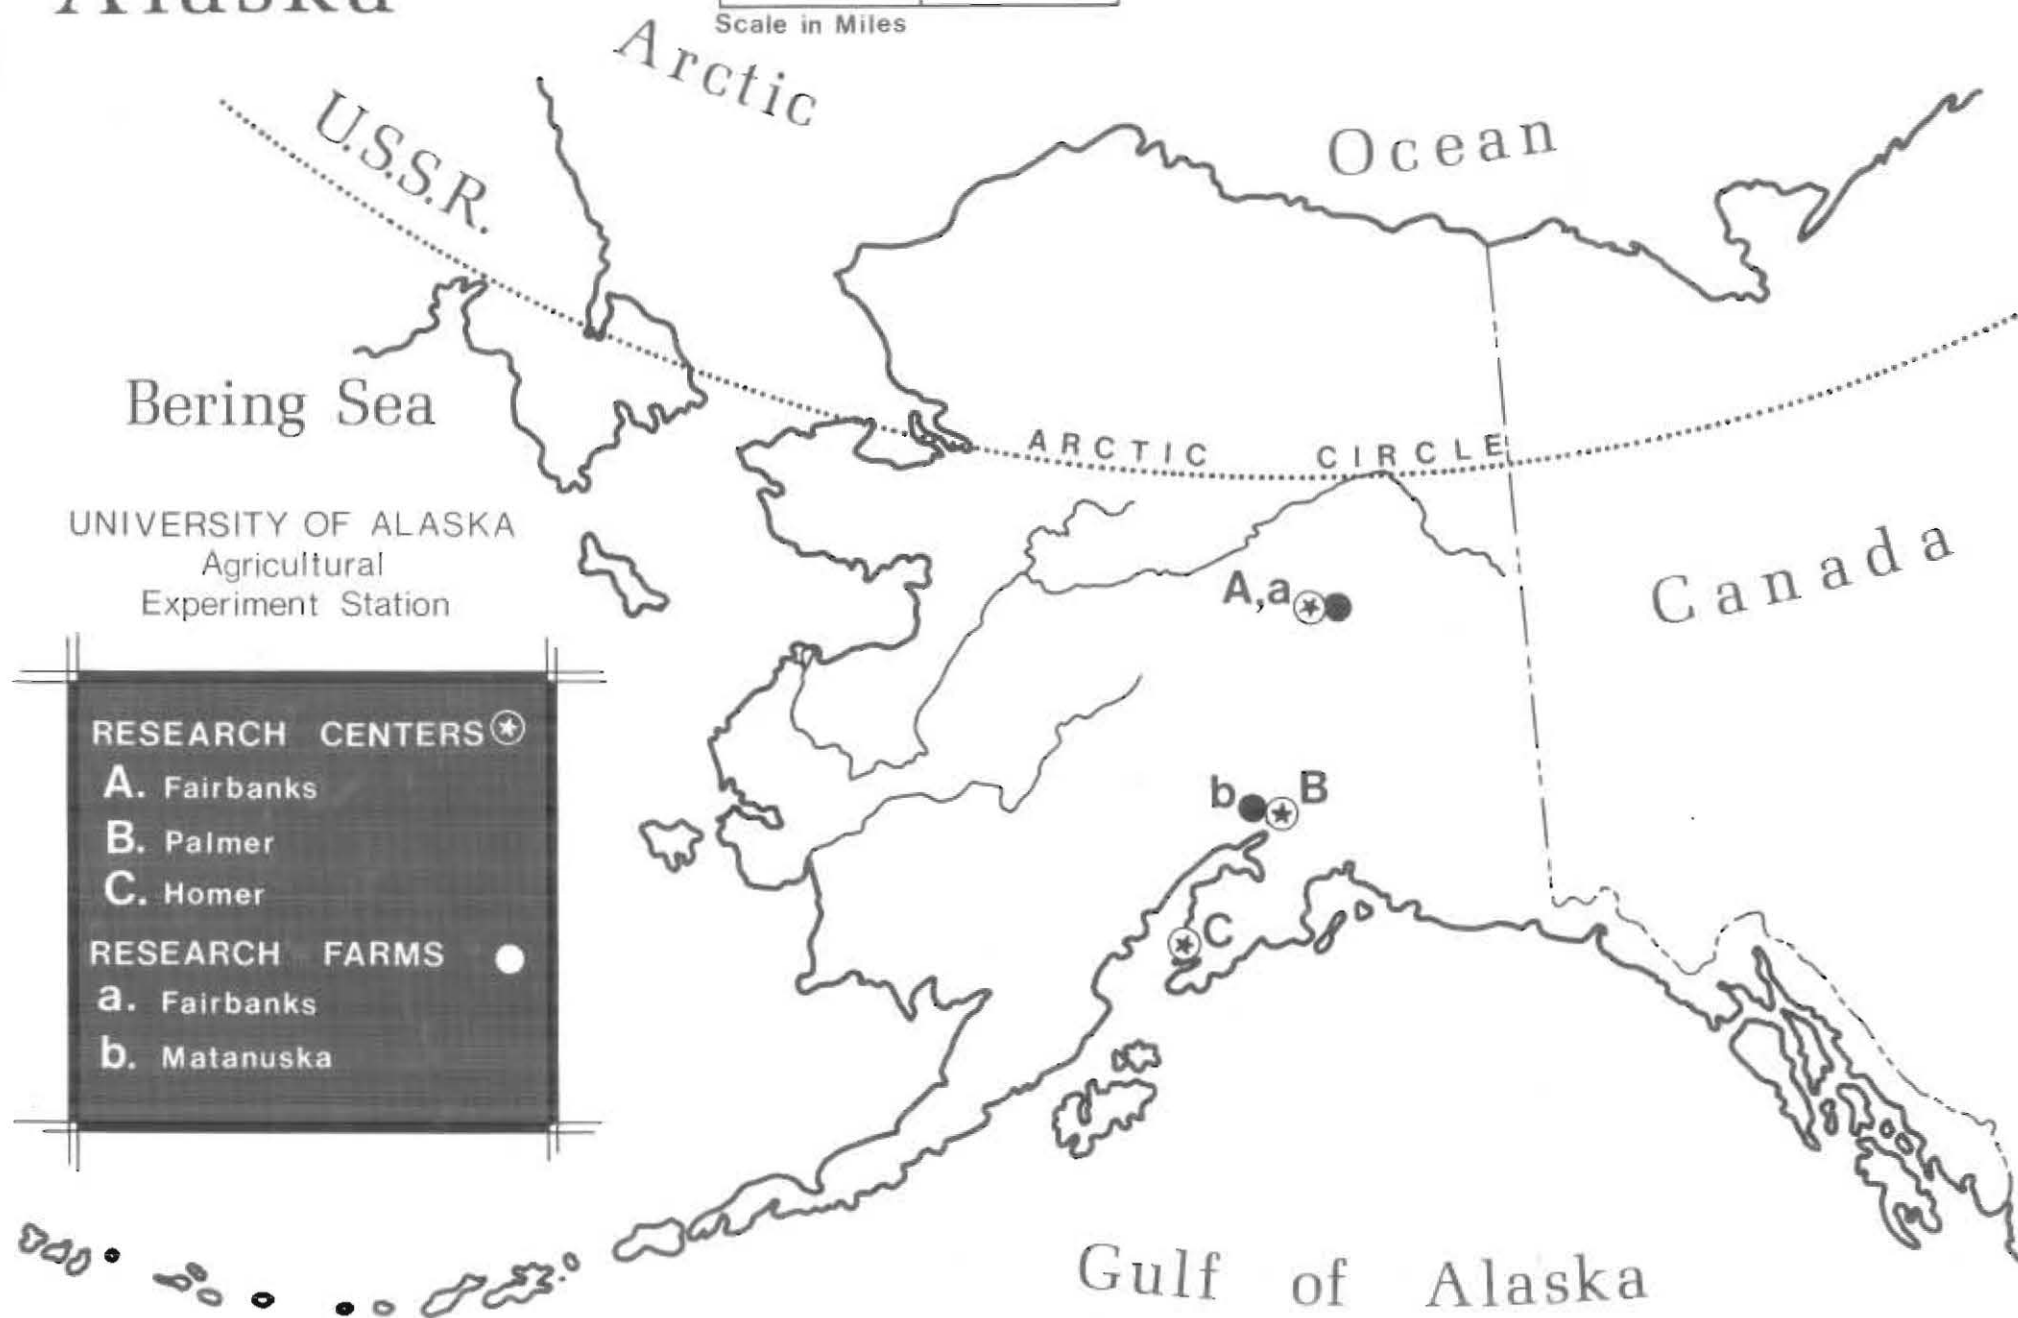 Alaska
Scale in Miles
Arctic
Ocean
U.S.S.R.
Bering Sea
ARCTIC CIRCLE
Canada
UNIVERSITY OF ALASKA
Agricultural
Experiment Station
A,a
RESEARCH CENTERS
A. Fairbanks
B. Palmer
C. Homer
RESEARCH FARMS
a. Fairbanks
b. Matanuska
b B
C
Gulf of Alaska